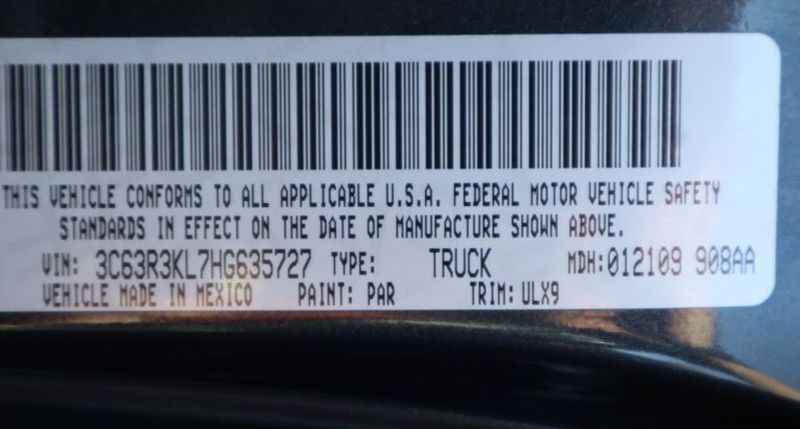 THIS VEHICLE CONFORMS TO ALL APPLICABLE U.S.A. FEDERAL MOTOR VEHICLE SAFETY
STANDARDS IN EFFECT ON THE DATE OF MANUFACTURE SHOWN ABOVE.
VIN: 3C63R3KL7HG635727 TYPE: TRUCK MDH:012109 908AA
VEHICLE MADE IN MEXICO PAINT: PAR TRIM: ULX9